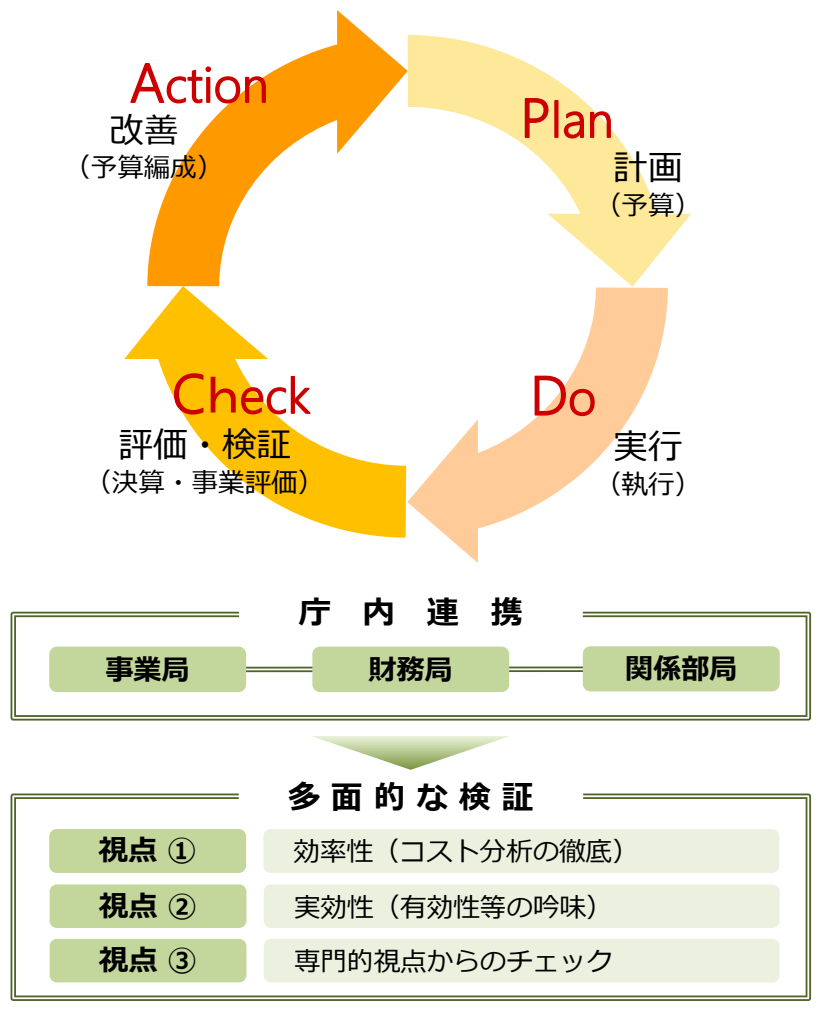 Action
改善
（予算編成）
Plan
計画
（予算）
Check
評価・検証
（決算・事業評価）
Do
実行
（執行）
庁内連携
事業局
財務局
関係部局
多面的な検証
視点 ①
効率性（コスト分析の徹底）
視点 ②
実効性（有効性等の吟味）
視点 ③
専門的視点からのチェック